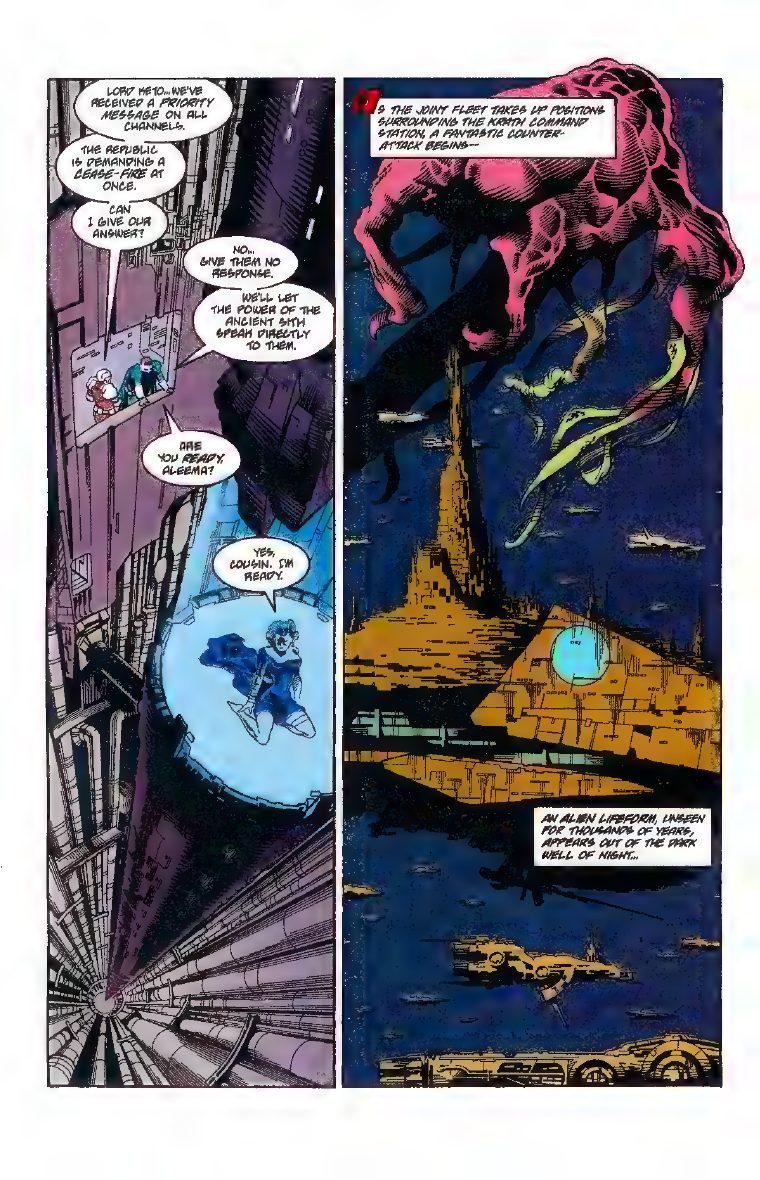 LORD KETO...WE'VE
RECEIVED A PRIORITY
MESSAGE ON ALL
CHANNELS.
THE REPUBLIC
IS DEMANDING A
CEASE-FIRE AT
ONCE.
CAN
I GIVE OUR
ANSWER?
NO...
GIVE THEM NO
RESPONSE.
WE'LL LET
THE POWER OF THE
ANCIENT SITH
SPEAK DIRECTLY
TO THEM.
ARE
YOU READY,
ALEEMA?
YES,
COUSIN. I'M
READY.
AS THE JOINT FLEET TAKES UP POSITIONS
SURROUNDING THE KRATH COMMAND
STATION, A FANTASTIC COUNTER-
ATTACK BEGINS--
AN ALIEN LIFEFORM, UNSEEN
FOR THOUSANDS OF YEARS,
APPEARS OUT OF THE DARK
WELL OF NIGHT...